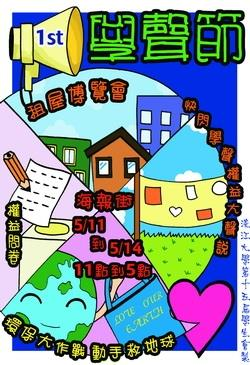 1st
學聲節
租屋博覽會
快閃學聲權益大聲說
海報街
5/11
到
5/14
11點到5點
權益問卷
LOVE OUR
EARTH
環保大作戰動手救地球
淡江大學第十五屆學生會製